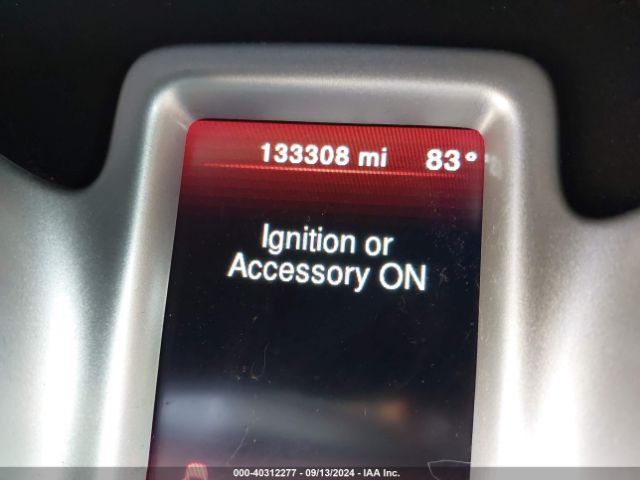 133308 mi 83°
Ignition or
Accessory ON
000-40312277 - 09/13/2024 - IAA Inc.